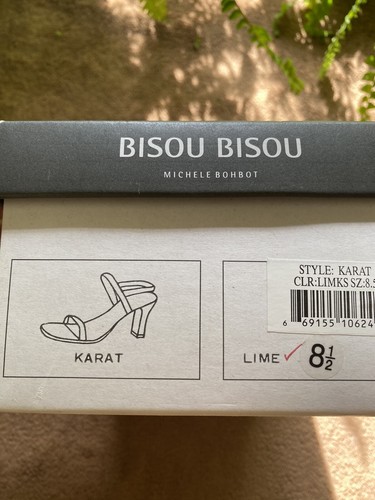 BISOU BISOU
MICHELE BOHBOT
STYLE: KARAT
CLR:LIMKS SZ:8.5
6 69155 10624
KARAT
LIME ✓ 8½